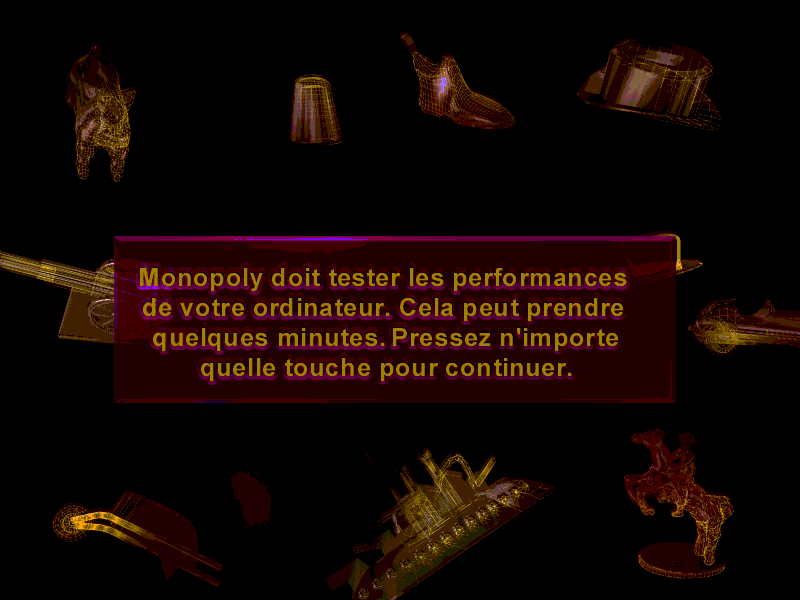 Monopoly doit tester les performances
de votre ordinateur. Cela peut prendre
quelques minutes. Pressez n'importe
quelle touche pour continuer.